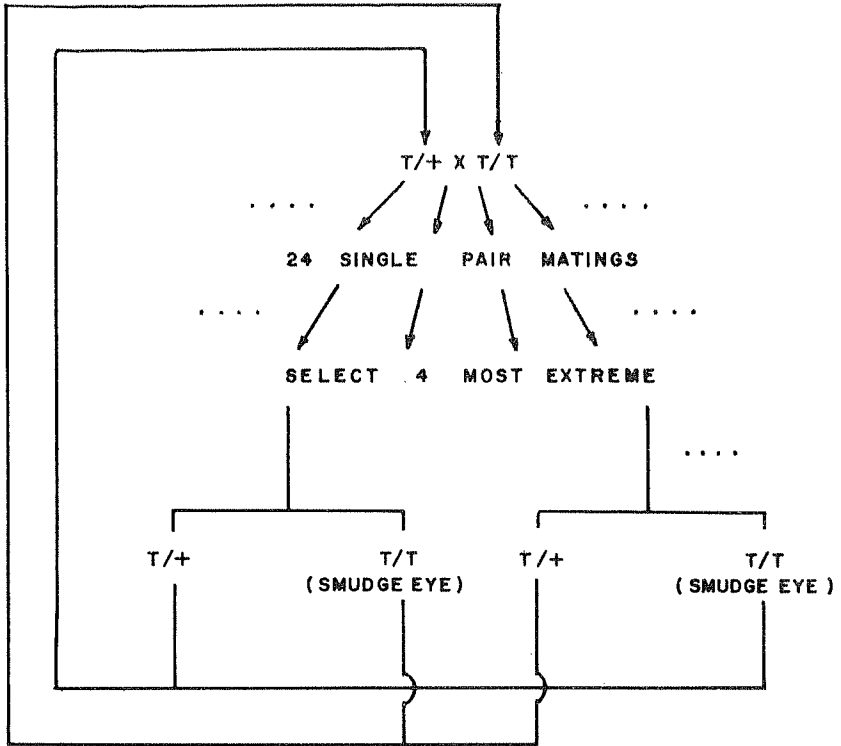 T/+ X T/T
. . . . . . . .
24 SINGLE PAIR MATINGS
. . . . . . . .
SELECT 4 MOST EXTREME
. . . .
T/+ T/T T/+ T/T
(SMUDGE EYE) (SMUDGE EYE)